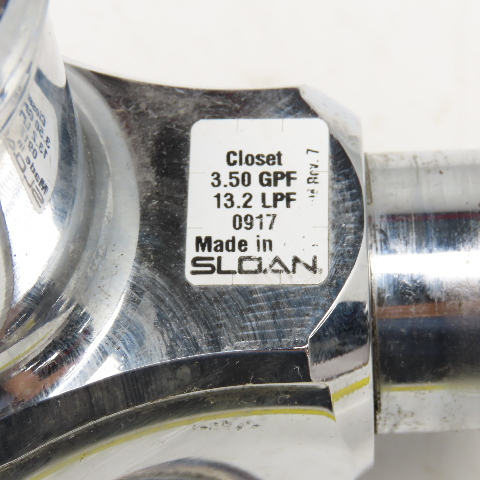 Closet
3.50 GPF
13.2 LPF
0917
Made in
SLOAN
Rev. 7